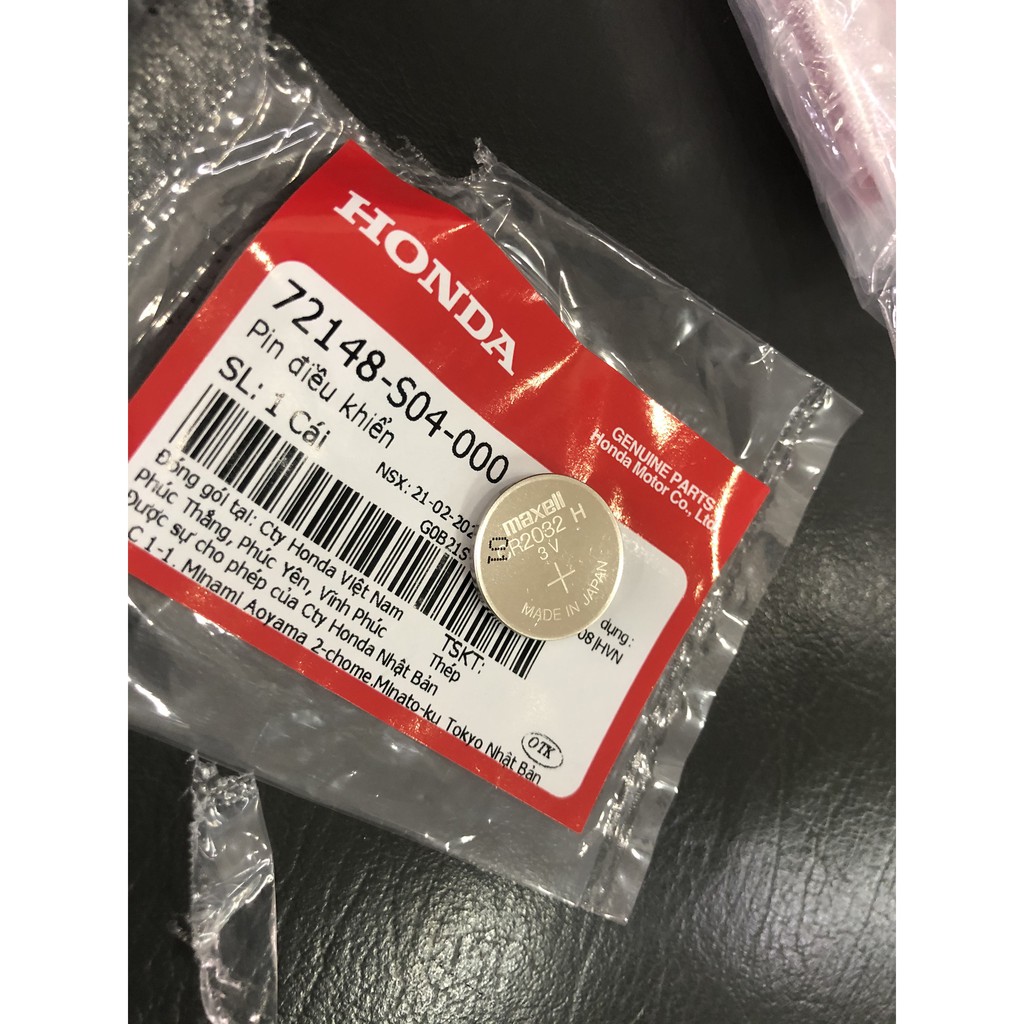 HONDA
72148-S04-000
Pin điều khiển
SL: 1 Cái
NSX: 21-02-202
G0B21S
Đóng gói tại: Cty Honda Việt Nam
Phúc Thắng, Phúc Yên, Vĩnh Phúc
Được sự cho phép của Cty Honda Nhật Bản
C 1-1, Minami Aoyama 2-chome,Minato-ku Tokyo Nhật Bản
TSKT:
Thép
dụng :
08JHVN
OTK
GENUINE PARTS
Honda Motor Co., Ltd.
maxell
CR2032 H
3V
+
MADE IN JAPAN